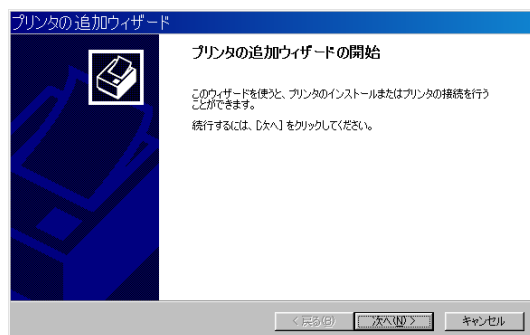 プリンタの追加ウィザード
プリンタの追加ウィザードの開始
このウィザードを使うと、プリンタのインストールまたはプリンタの接続を行う
ことができます。
続行するには、[次へ] をクリックしてください。
< 戻る(B)
次へ(N) >
キャンセル